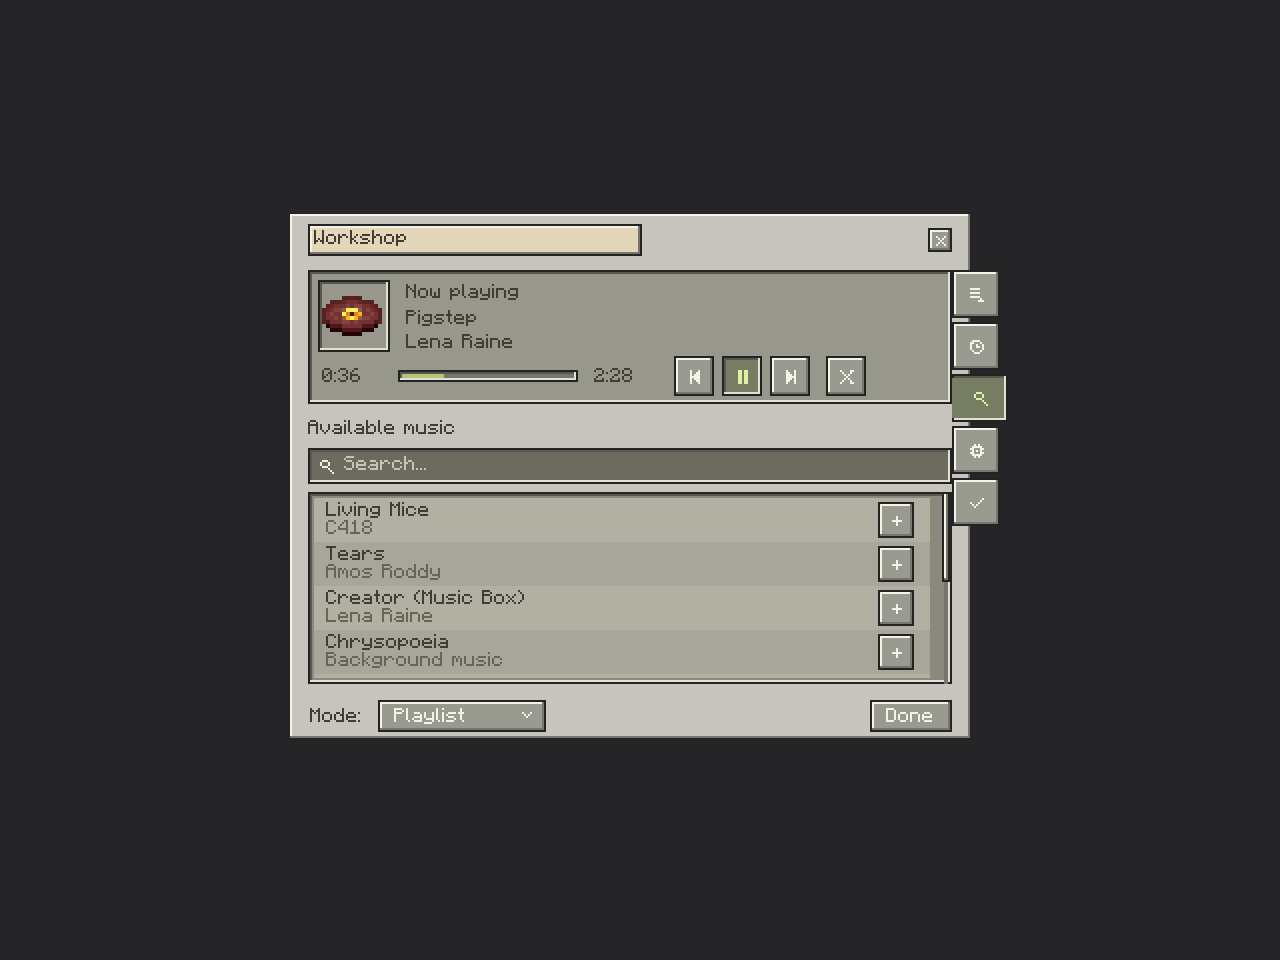 Workshop
Now playing
Pigstep
Lena Raine
0:36
2:28
Available music
Search...
Living Mice
C418
Tears
Amos Roddy
Creator (Music Box)
Lena Raine
Chrysopoeia
Background music
Mode: Playlist
Done